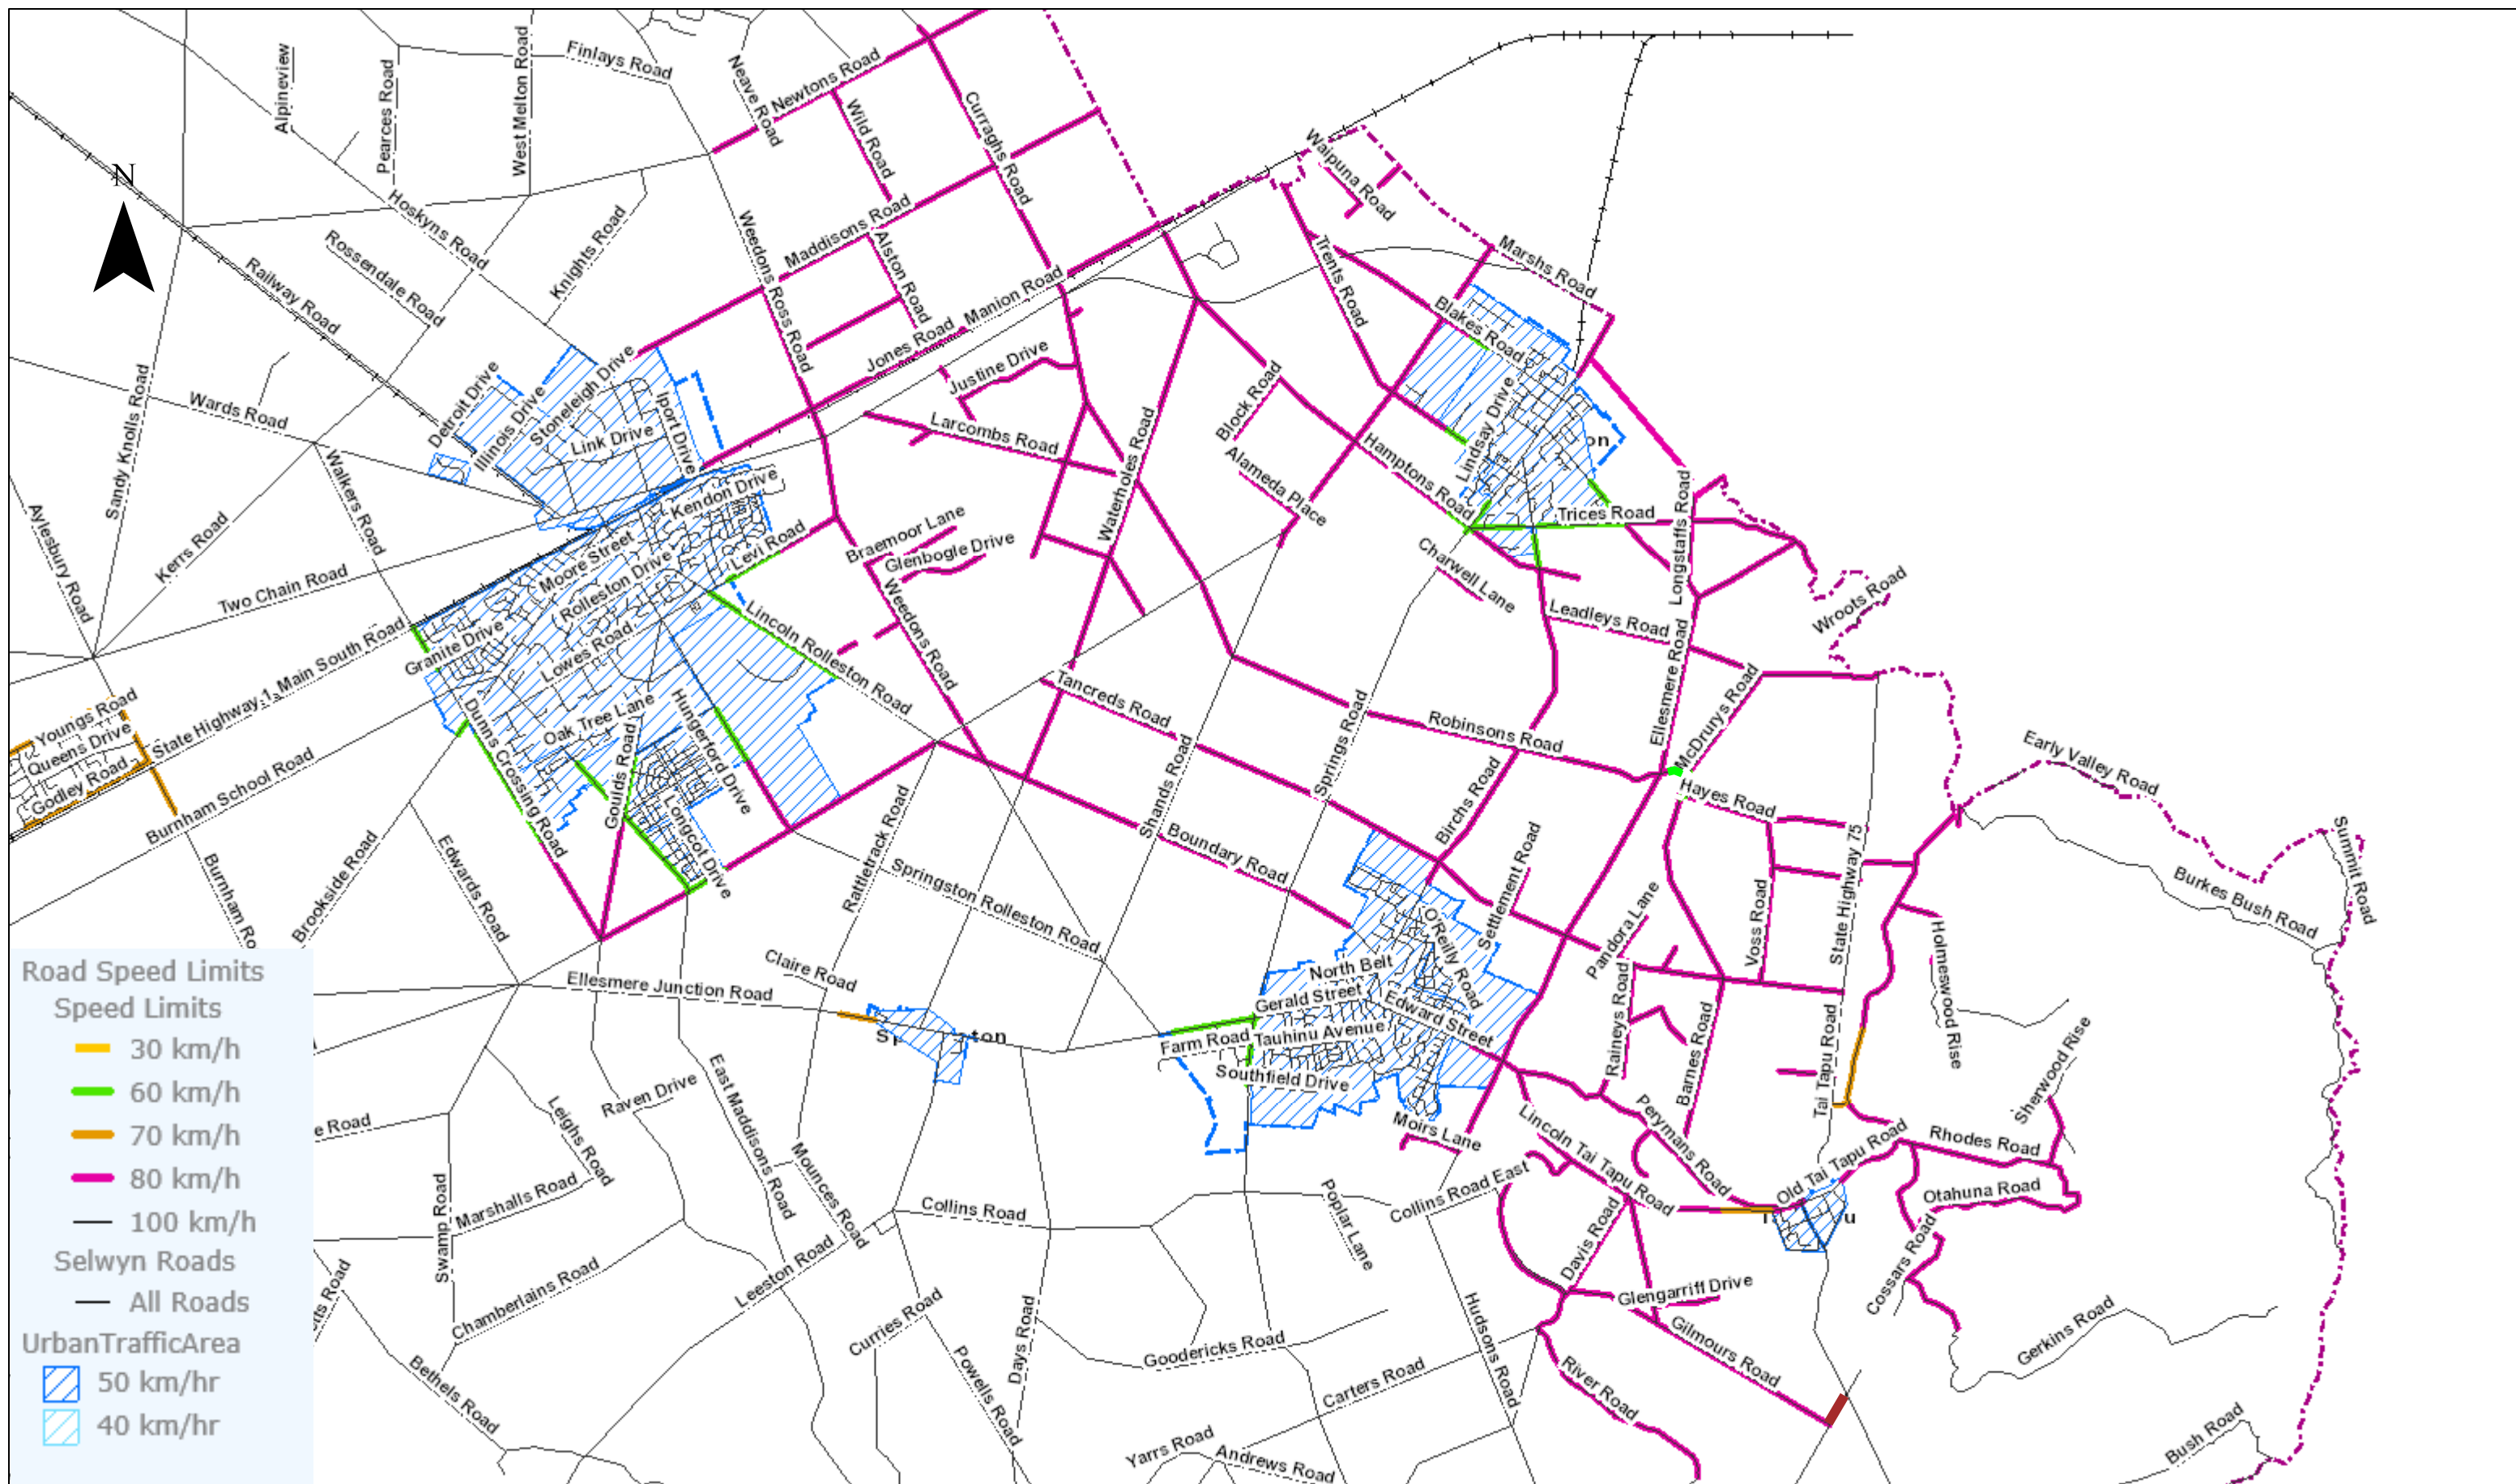 Finlays Road
Neave Road
Newtons Road
Alpineview
Pearces Road
West Melton Road
Wild Road
Curraghs Road
Waipuna Road
N
Hoskyns Road
Rossendale Road
Knights Road
Railway Road
Weedons Ross Road
Maddisons Road
Alston Road
Trents Road
Marshs Road
Manion Road
Jones Road
Blakes Road
Justine Drive
Sandy Knolls Road
Wards Road
Detroit Drive
Illinois Drive
Stoneleigh Drive
Link Drive
Iport Drive
Larcombs Road
Block Road
Lindsay Drive
on
Walkers Road
Kendon Drive
Waterholes Road
Alameda Place
Hamptons Road
Trices Road
Longstaffs Road
Aylesbury Road
Kerrs Road
Two Chain Road
Moore Street
Rolleston Drive
Levi Road
Braemoor Lane
Glenbogle Drive
Charwell Lane
Leadleys Road
Wroots Road
Granite Drive
Lowes Road
Lincoln Rolleston Road
Weedons Road
State Highway 1, Main South Road
Youngs Road
Queens Drive
Godley Road
Burnham School Road
Dunns Crossing Road
Oak Tree Lane
Goulds Road
Hungerford Drive
Longcot Drive
Tancreds Road
Robinsons Road
Ellesmere Road
McDrurys Road
Springs Road
Shands Road
Birchs Road
Hayes Road
Early Valley Road
Boundary Road
Rattletrack Road
Springston Rolleston Road
Settlement Road
Pandora Lane
Voss Road
State Highway 75
Summit Road
Burkes Bush Road
Holmeswood Rise
Burnham Ro
Brookside Road
Edwards Road
Claire Road
Ellesmere Junction Road
North Belt
O'Reilly Road
Gerald Street
Edward Street
Farm Road
Tauhinu Avenue
Southfield Drive
Raineys Road
Barnes Road
Tai Tapu Road
Sherwood Rise
ton
Road Speed Limits
Speed Limits
30 km/h
60 km/h
70 km/h
80 km/h
100 km/h
Selwyn Roads
All Roads
UrbanTrafficArea
50 km/hr
40 km/hr
e Road
Raven Drive
Leighs Road
East Maddisons Road
Mounces Road
Moirs Lane
Lincoln Tai Tapu Road
Perymans Road
Old Tai Tapu Road
Rhodes Road
Otahuna Road
Swamp Road
Marshalls Road
Collins Road
Poplar Lane
Collins Road East
Davis Road
u
Cossars Road
Chamberlains Road
Leeston Road
Glengarriff Drive
Gilmours Road
Gerkins Road
Curries Road
Days Road
Goodericks Road
Hudsons Road
Bethels Road
Powells Road
Carters Road
River Road
Yarrs Road
Andrews Road
Bush Road